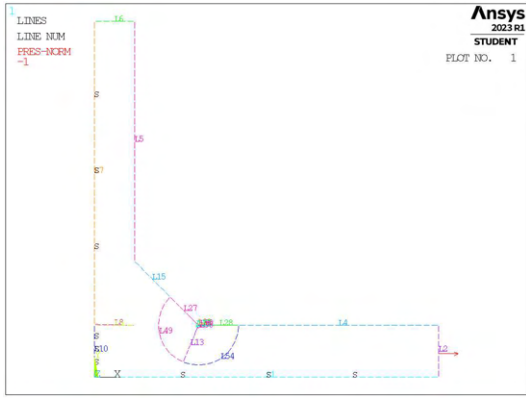 1
LINES
LINE NUM
PRES-NORM
-1
Ansys
2023 R1
STUDENT
PLOT NO. 1
L6
S
L5
S
S
L15
L27
L8
L28
L4
L49
L13
L54
L2
S
S
X
S
S
S